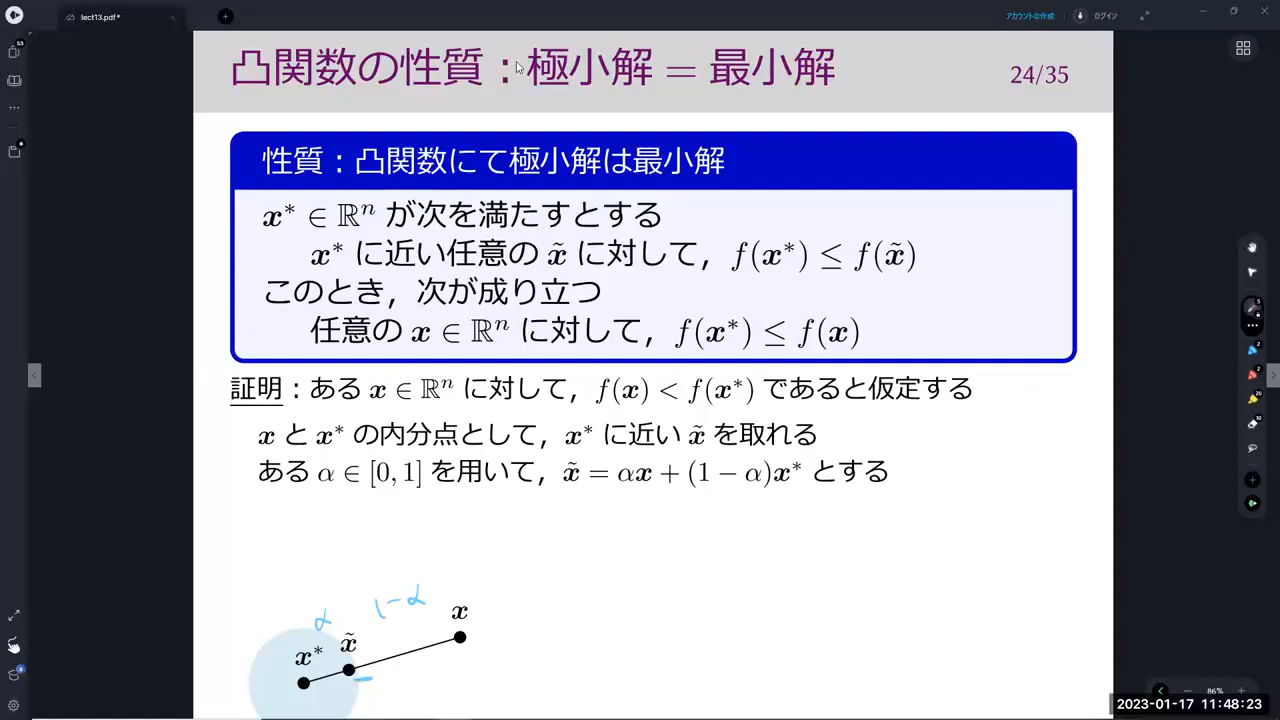 lect13.pdf*
アカウントの作成
ログイン
凸関数の性質：極小解 = 最小解
24/35
性質：凸関数にて極小解は最小解
x* ∈ ℝⁿ が次を満たすとする
x* に近い任意の x̃ に対して，f(x*) ≤ f(x̃)
このとき，次が成り立つ
任意の x ∈ ℝⁿ に対して，f(x*) ≤ f(x)
証明：ある x ∈ ℝⁿ に対して，f(x) < f(x*) であると仮定する
x と x* の内分点として，x* に近い x̃ を取れる
ある α ∈ [0, 1] を用いて，x̃ = αx + (1 − α)x* とする
α
1-α
x
x̃
x*
86%
2023-01-17 11:48:23